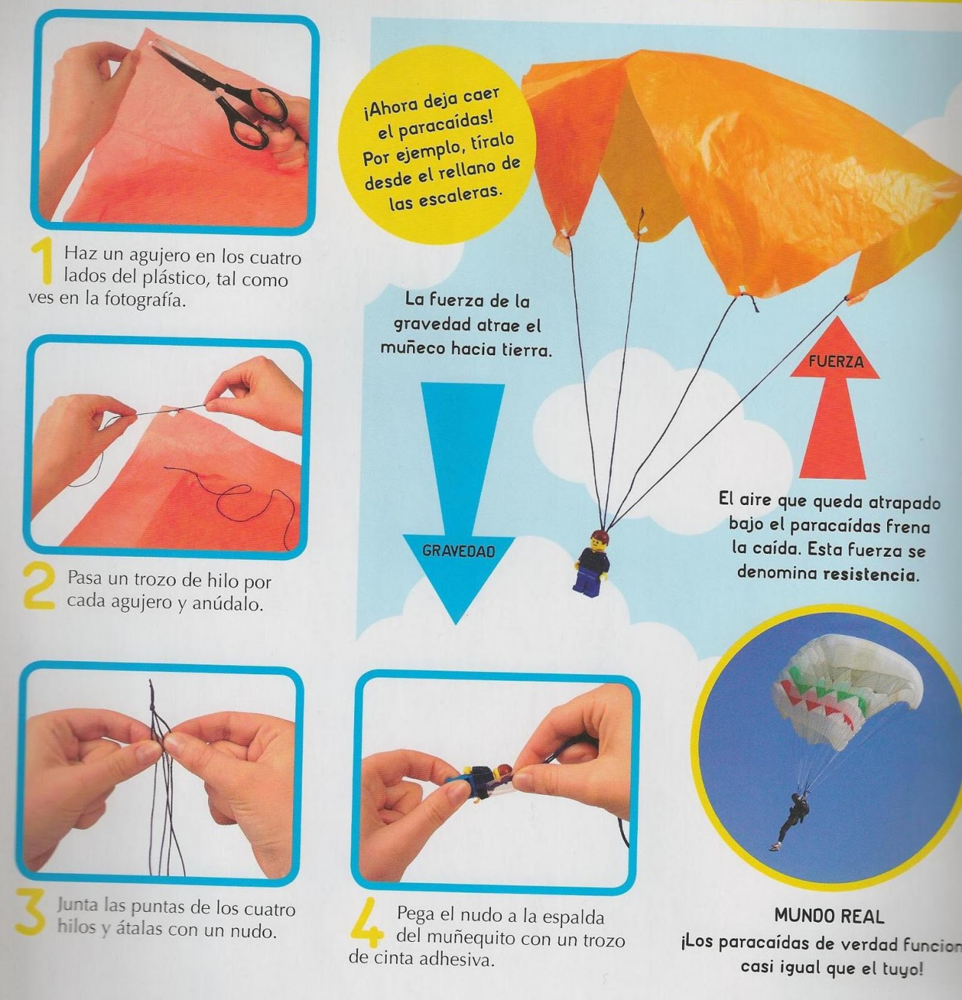 1 Haz un agujero en los cuatro
lados del plástico, tal como
ves en la fotografía.
2 Pasa un trozo de hilo por
cada agujero y anúdalo.
3 Junta las puntas de los cuatro
hilos y átalas con un nudo.
4 Pega el nudo a la espalda
del muñequito con un trozo
de cinta adhesiva.
¡Ahora deja caer
el paracaídas!
Por ejemplo, tíralo
desde el rellano de
las escaleras.
La fuerza de la
gravedad atrae el
muñeco hacia tierra.
GRAVEDAD
FUERZA
El aire que queda atrapado
bajo el paracaídas frena
la caída. Esta fuerza se
denomina resistencia.
MUNDO REAL
¡Los paracaídas de verdad funcion
casi igual que el tuyo!